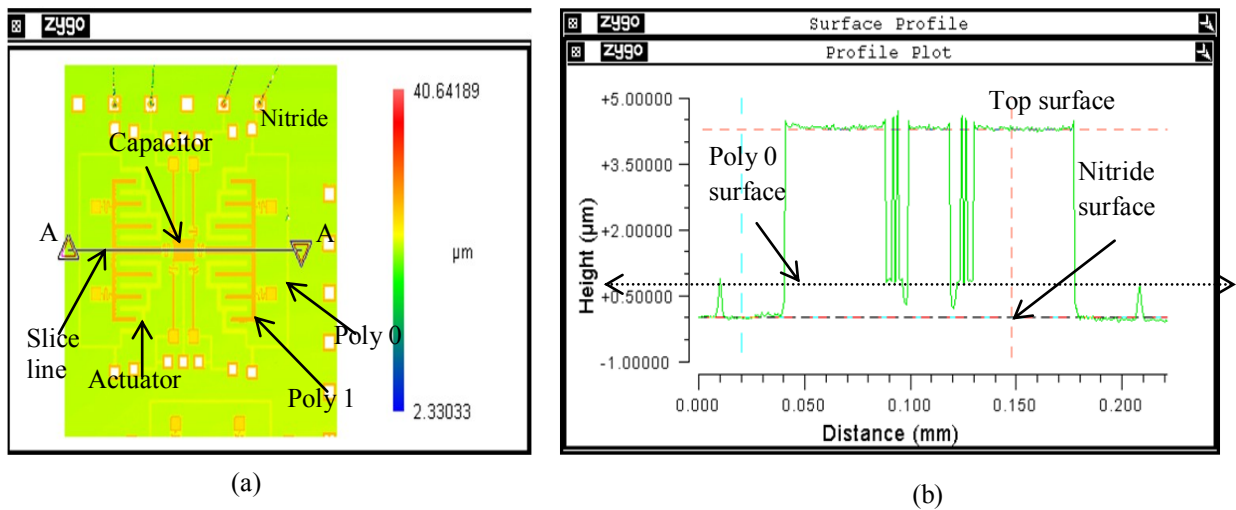 zygo
40.64189
µm
2.33033
Nitride
Capacitor
A
A
Slice
line
Actuator
Poly 0
Poly 1
(a)
zygo
Surface Profile
zygo
Profile Plot
+5.00000
+3.50000
+2.00000
+0.50000
-1.00000
Height (µm)
Top surface
Poly 0
surface
Nitride
surface
0.000
0.050
0.100
0.150
0.200
Distance (mm)
(b)